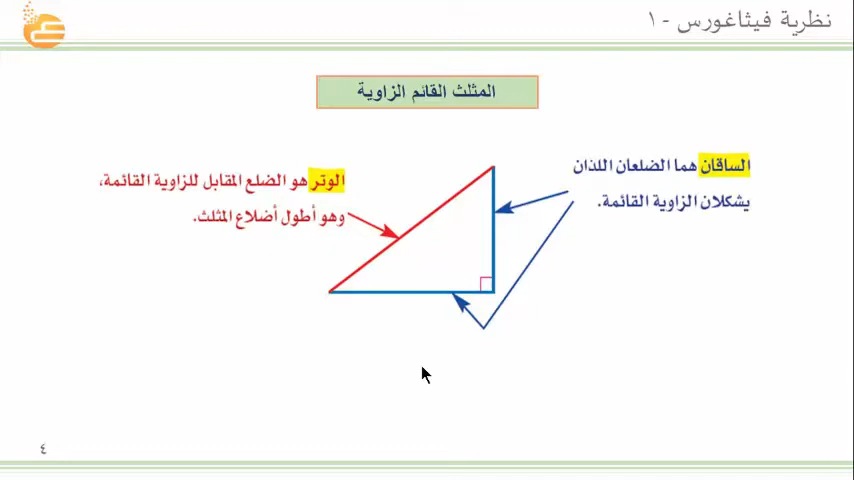 نظرية فيثاغورس -١
المثلث القائم الزاوية
الساقان هما الضلعان اللذان
يشكلان الزاوية القائمة.
الوتر هو الضلع المقابل للزاوية القائمة،
وهو أطول أضلاع المثلث.
٤